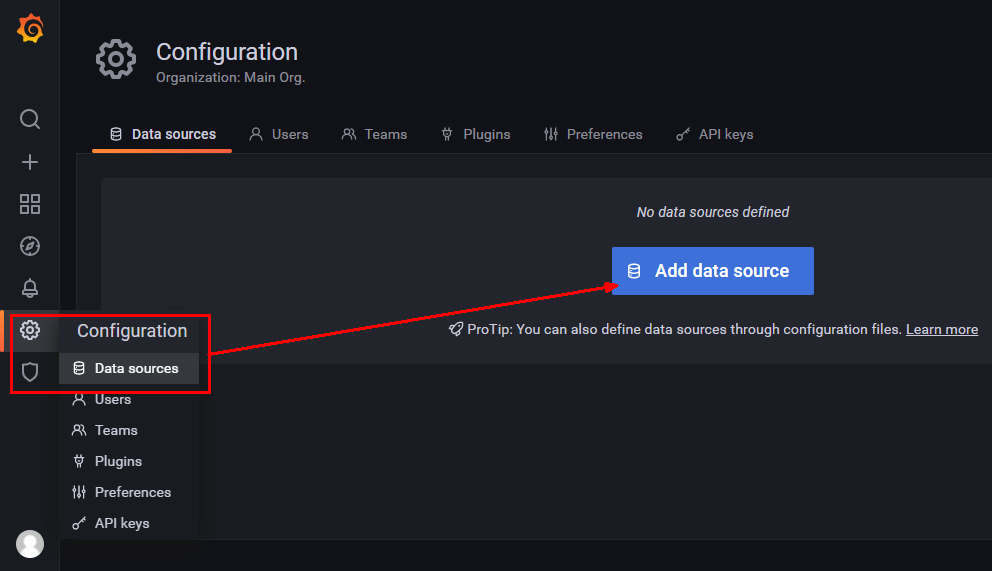 Configuration
Organization: Main Org.
Data sources
Users
Teams
Plugins
Preferences
API keys
No data sources defined
Add data source
ProTip: You can also define data sources through configuration files. Learn more
Configuration
Data sources
Users
Teams
Plugins
Preferences
API keys